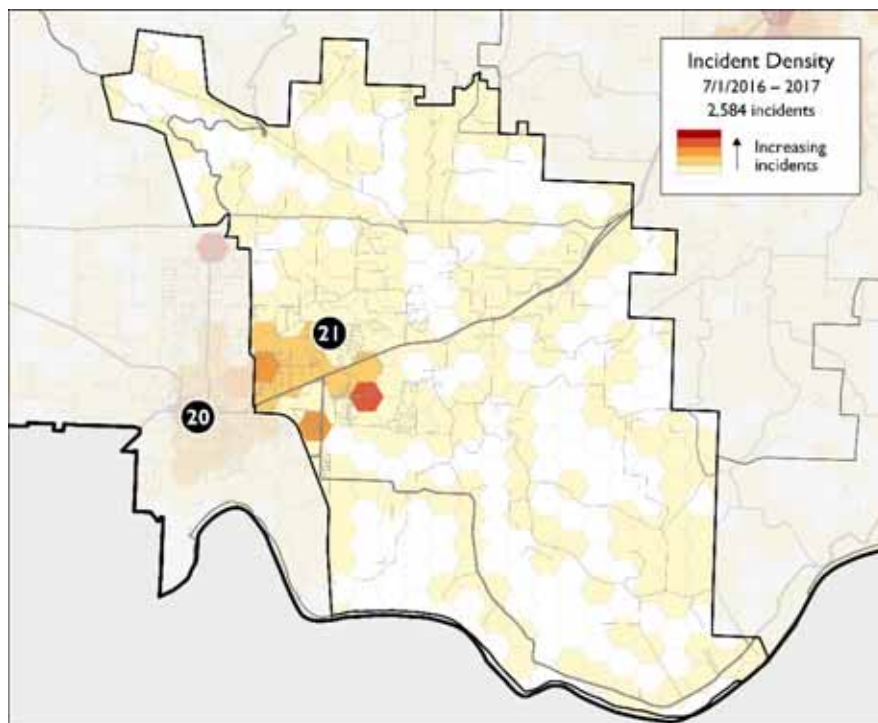 Incident Density
7/1/2016 – 2017
2,584 incidents
Increasing
incidents
21
20